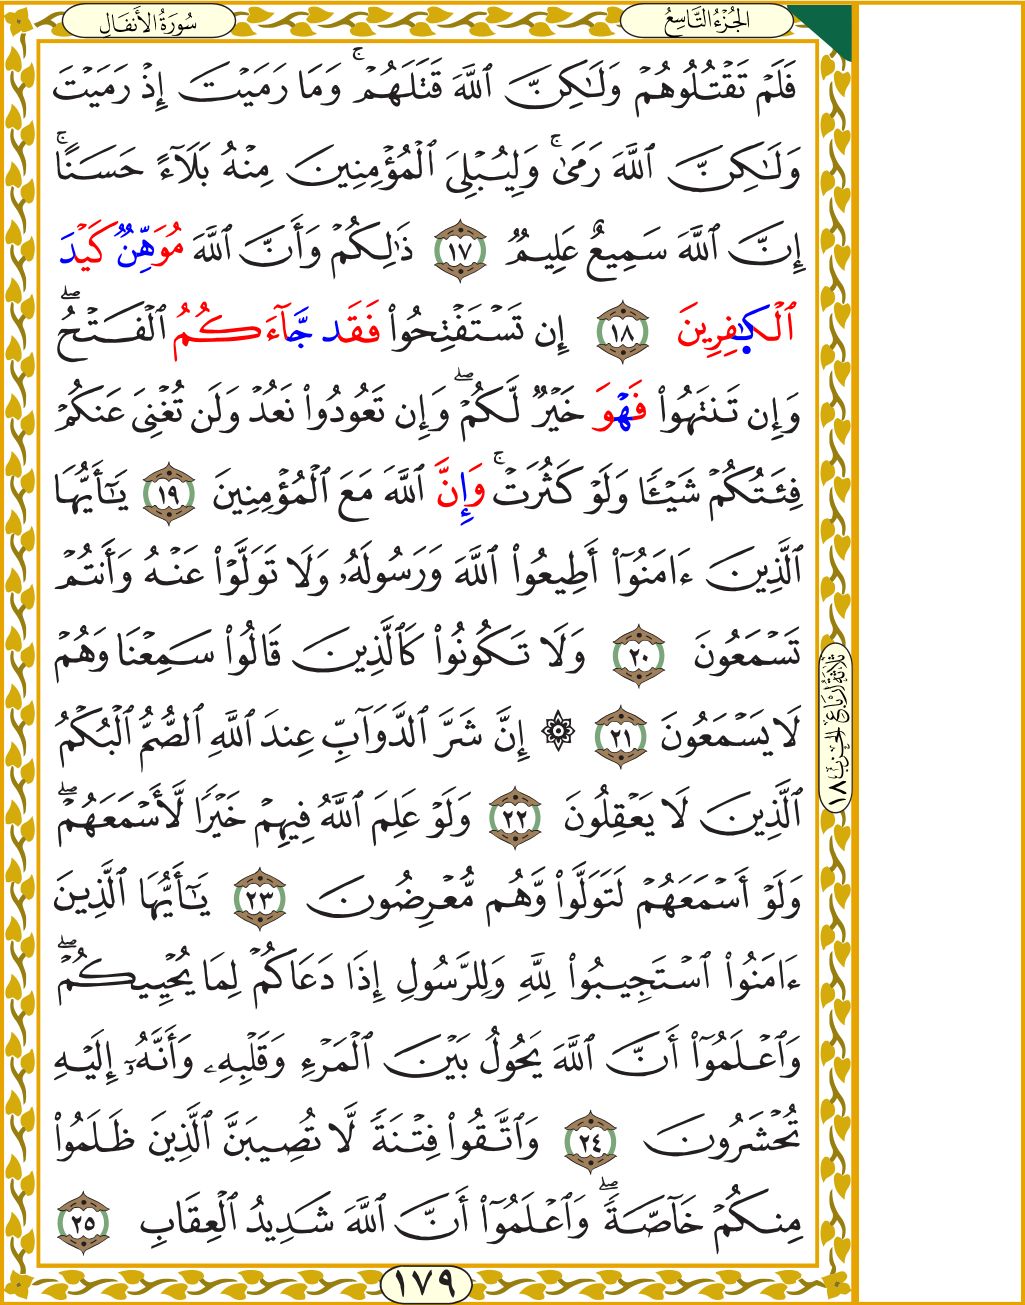 الجُزْءُ التَّاسِعُ
سُورَةُ الأَنفَالِ
فَلَمْ تَقْتُلُوهُمْ وَلَٰكِنَّ ٱللَّهَ قَتَلَهُمْ ۚ وَمَا رَمَيْتَ إِذْ رَمَيْتَ
وَلَٰكِنَّ ٱللَّهَ رَمَىٰ ۚ وَلِيُبْلِيَ ٱلْمُؤْمِنِينَ مِنْهُ بَلَآءً حَسَنًا ۚ
إِنَّ ٱللَّهَ سَمِيعٌ عَلِيمٌ ١٧ ذَٰلِكُمْ وَأَنَّ ٱللَّهَ مُوَهِّنٌ كَيْدَ
ٱلْكَٰفِرِينَ ١٨ إِن تَسْتَفْتِحُوا۟ فَقَد جَّآءَكُمُ ٱلْفَتْحُ ۖ
وَإِن تَنتَهُوا۟ فَهْوَ خَيْرٌ لَّكُمْ ۖ وَإِن تَعُودُوا۟ نَعُدْ وَلَن تُغْنِيَ عَنكُمْ
فِئَتُكُمْ شَيْـًٔا وَلَوْ كَثُرَتْ ۚ وَإِنَّ ٱللَّهَ مَعَ ٱلْمُؤْمِنِينَ ١٩ يَـٰٓأَيُّهَا
ٱلَّذِينَ ءَامَنُوٓا۟ أَطِيعُوا۟ ٱللَّهَ وَرَسُولَهُۥ وَلَا تَوَلَّوْا۟ عَنْهُ وَأَنتُمْ
تَسْمَعُونَ ٢٠ وَلَا تَكُونُوا۟ كَٱلَّذِينَ قَالُوا۟ سَمِعْنَا وَهُمْ
لَا يَسْمَعُونَ ٢١ ۞ إِنَّ شَرَّ ٱلدَّوَآبِّ عِندَ ٱللَّهِ ٱلصُّمُّ ٱلْبُكْمُ
ٱلَّذِينَ لَا يَعْقِلُونَ ٢٢ وَلَوْ عَلِمَ ٱللَّهُ فِيهِمْ خَيْرًا لَّأَسْمَعَهُمْ ۖ
وَلَوْ أَسْمَعَهُمْ لَتَوَلَّوا۟ وَّهُم مُّعْرِضُونَ ٢٣ يَـٰٓأَيُّهَا ٱلَّذِينَ
ءَامَنُوا۟ ٱسْتَجِيبُوا۟ لِلَّهِ وَلِلرَّسُولِ إِذَا دَعَاكُمْ لِمَا يُحْيِيكُمْ ۖ
وَٱعْلَمُوٓا۟ أَنَّ ٱللَّهَ يَحُولُ بَيْنَ ٱلْمَرْءِ وَقَلْبِهِۦ وَأَنَّهُۥٓ إِلَيْهِ
تُحْشَرُونَ ٢٤ وَٱتَّقُوا۟ فِتْنَةً لَّا تُصِيبَنَّ ٱلَّذِينَ ظَلَمُوا۟
مِنكُمْ خَآصَّةً ۖ وَٱعْلَمُوٓا۟ أَنَّ ٱللَّهَ شَدِيدُ ٱلْعِقَابِ ٢٥
ثَلَاثَةُ أَرْبَاعِ الحِزْبِ ١٨
١٧٩